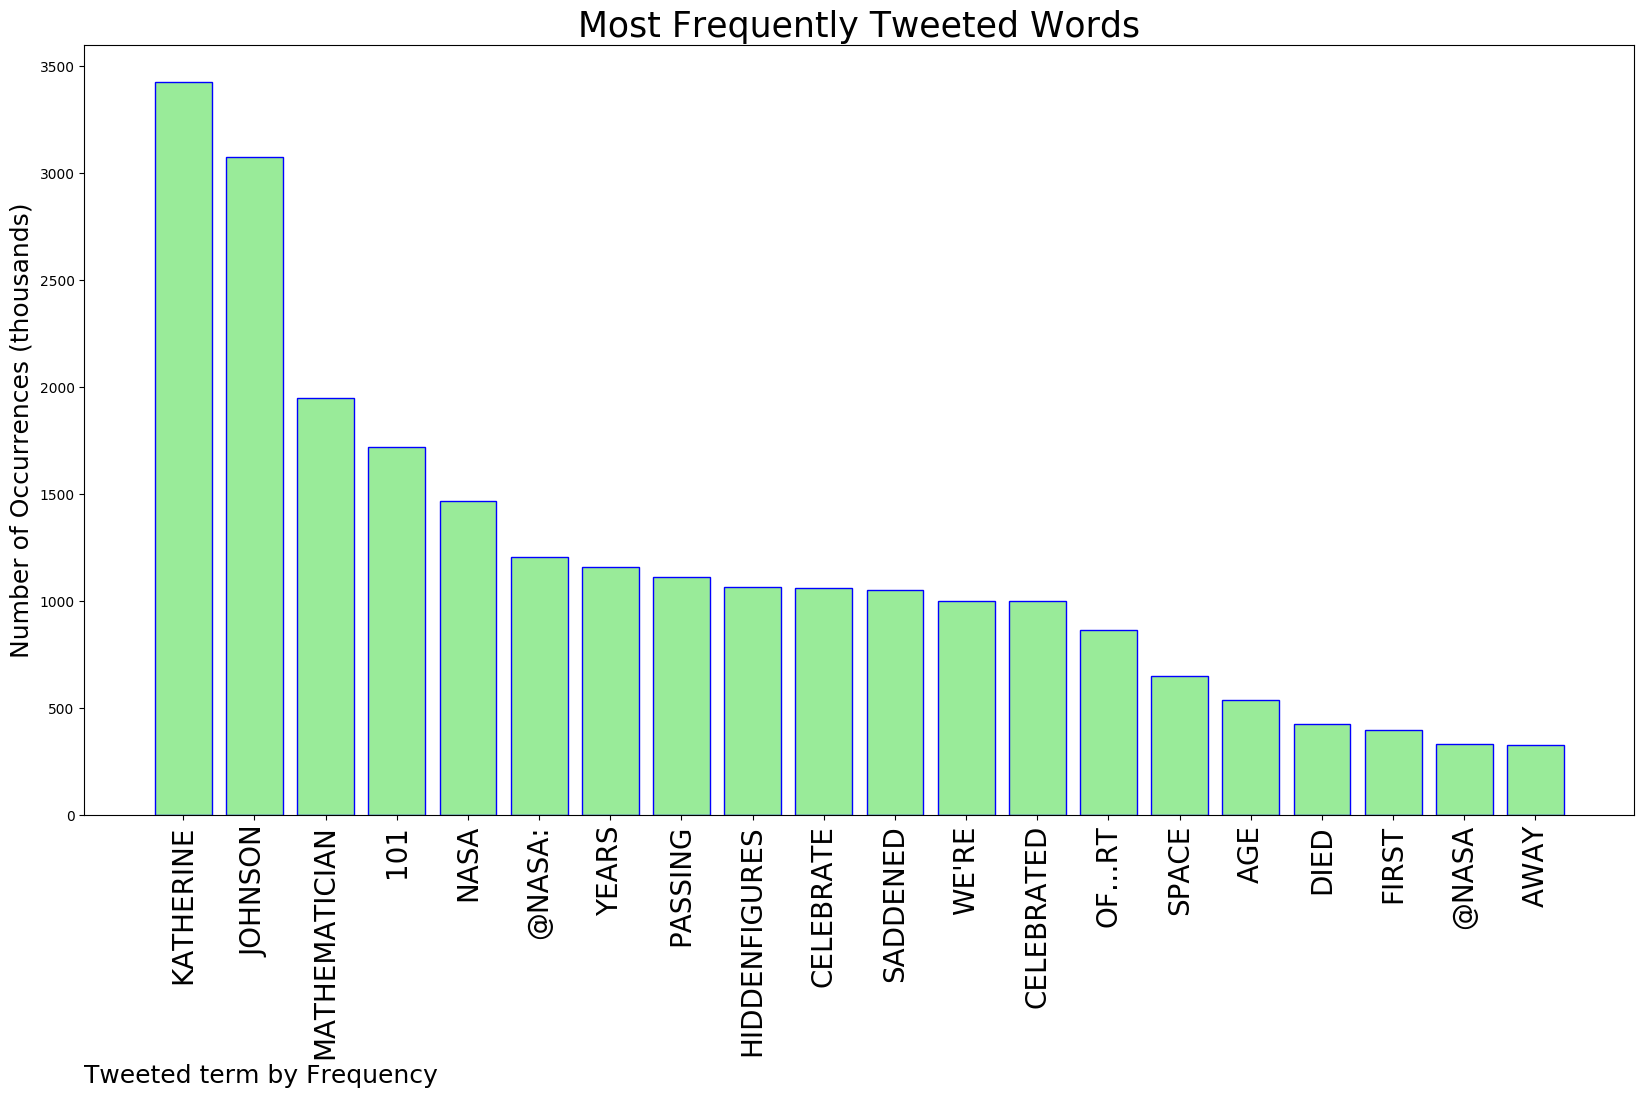 Most Frequently Tweeted Words
Number of Occurrences (thousands)
3500
3000
2500
2000
1500
1000
500
0
KATHERINE
JOHNSON
MATHEMATICIAN
101
NASA
@NASA:
YEARS
PASSING
HIDDENFIGURES
CELEBRATE
SADDENED
WE'RE
CELEBRATED
OF...RT
SPACE
AGE
DIED
FIRST
@NASA
AWAY
Tweeted term by Frequency